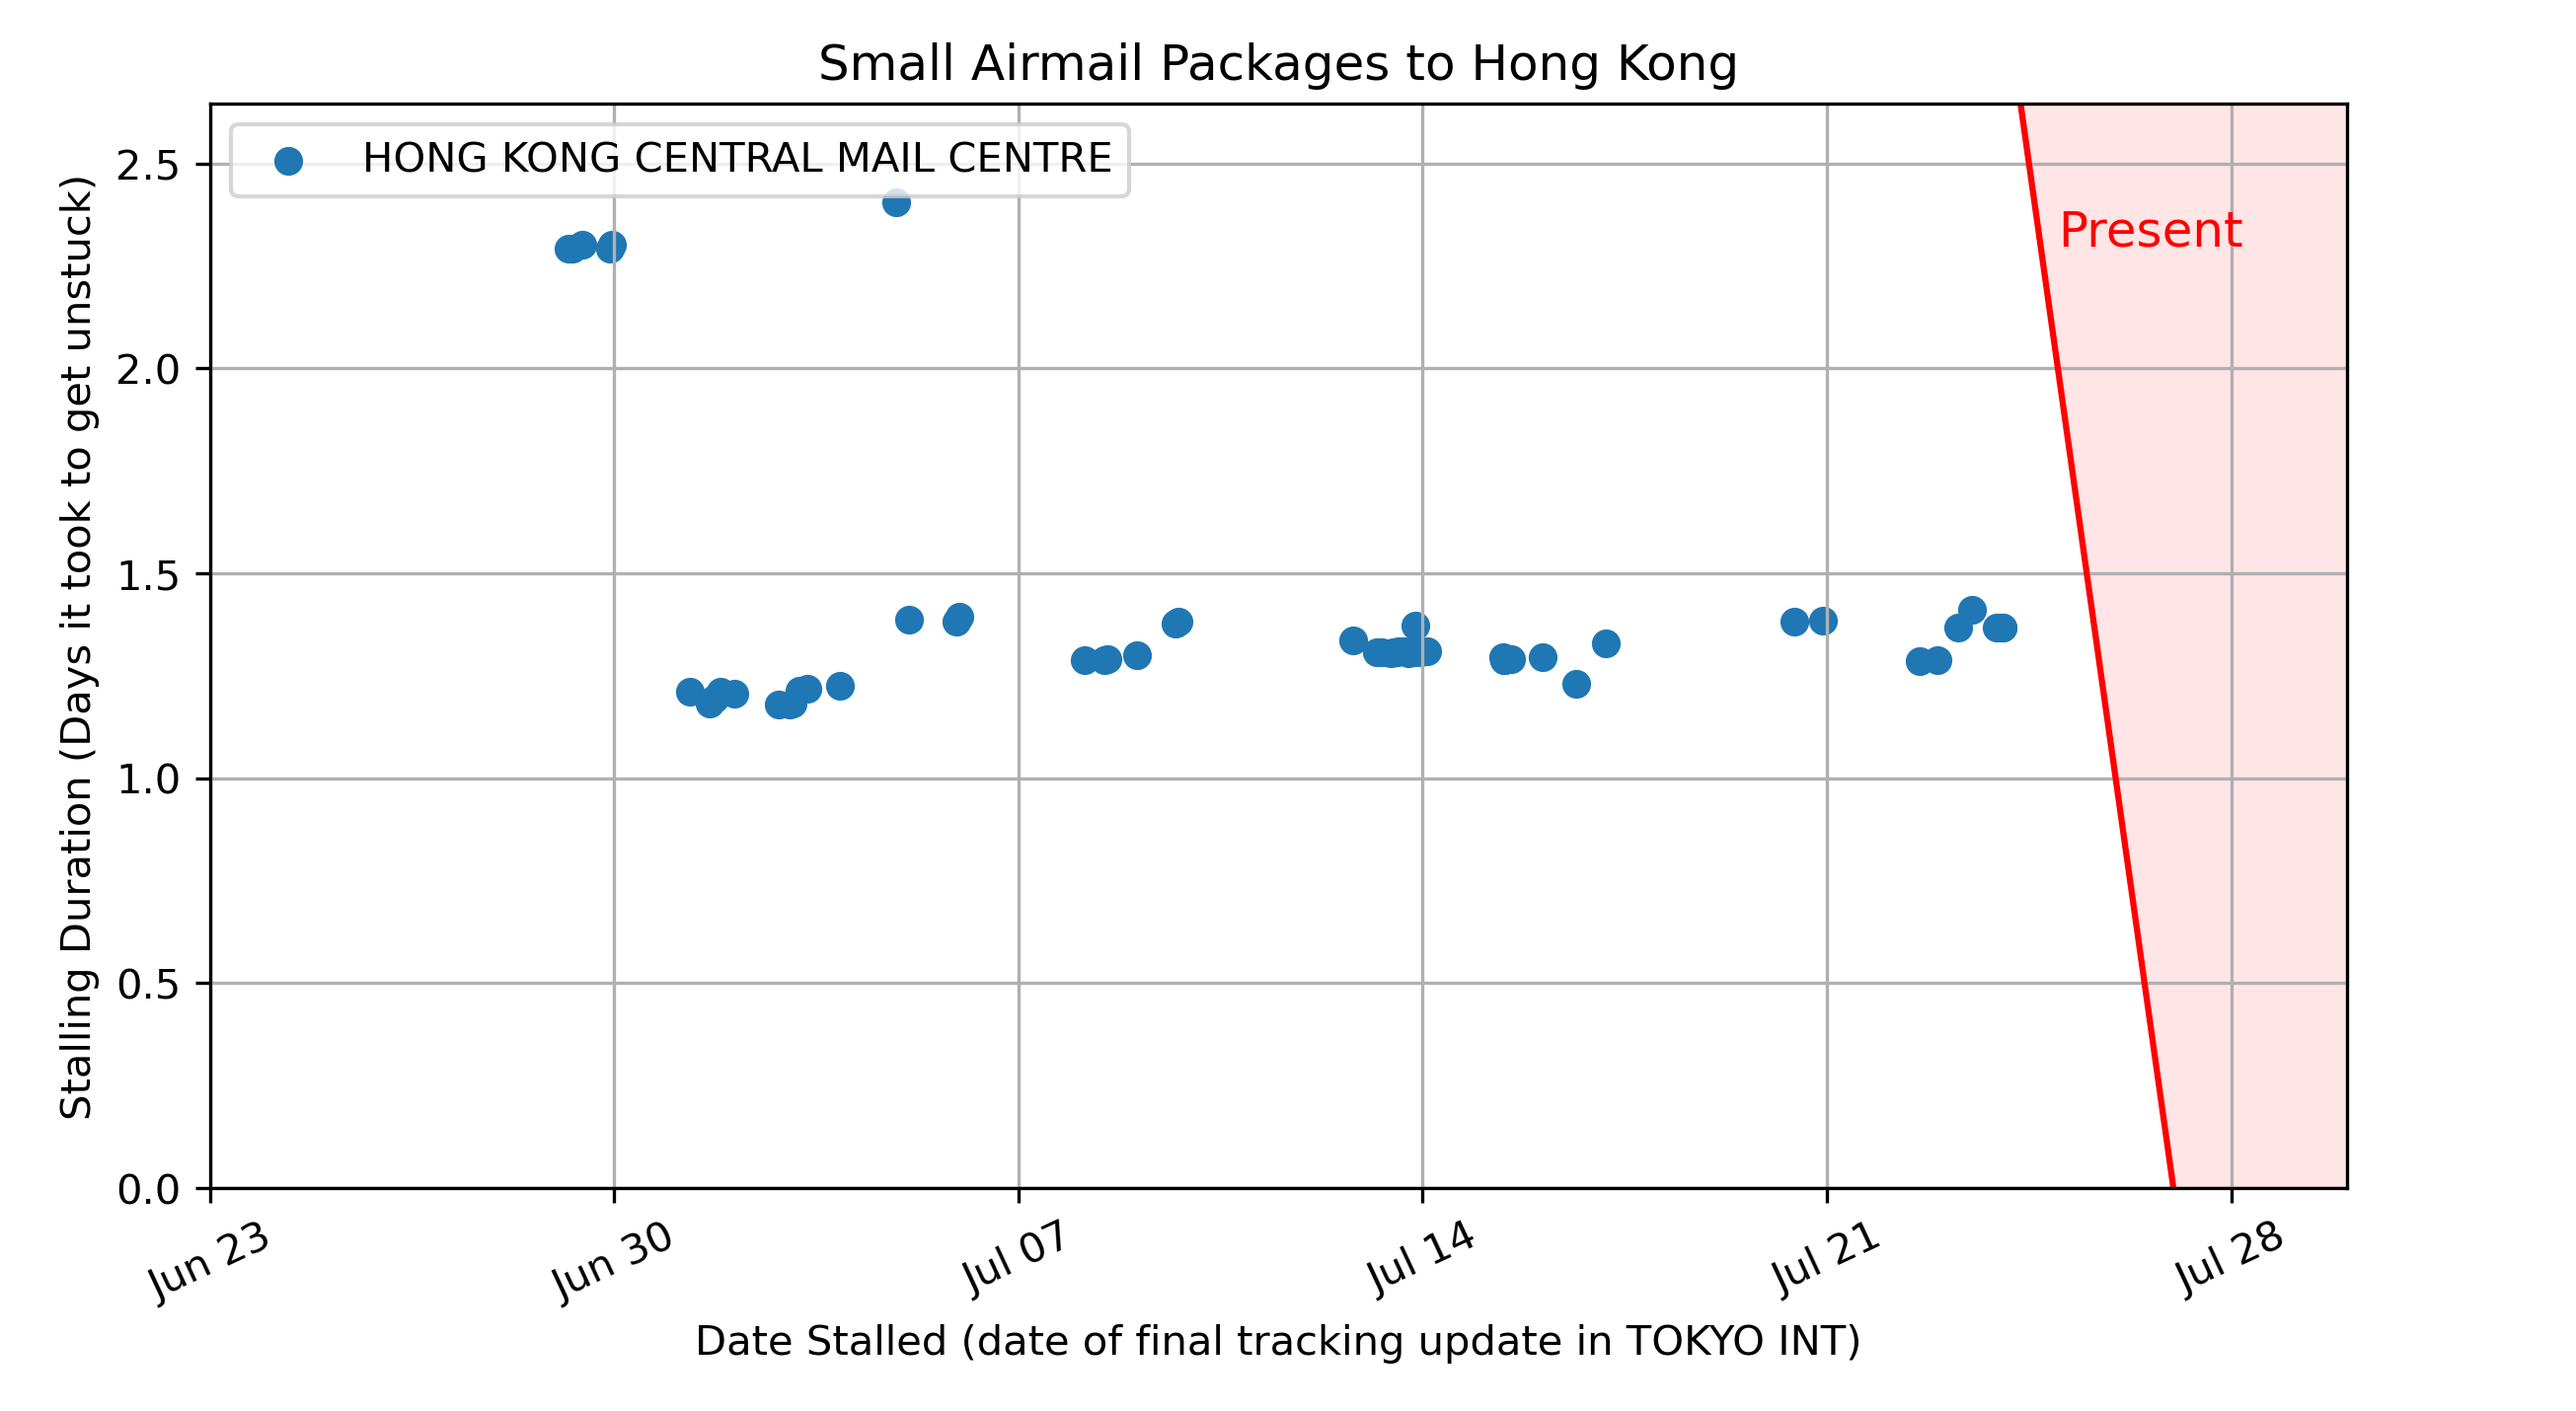 Small Airmail Packages to Hong Kong
HONG KONG CENTRAL MAIL CENTRE
Present
Stalling Duration (Days it took to get unstuck)
2.5
2.0
1.5
1.0
0.5
0.0
Jun 23
Jun 30
Jul 07
Jul 14
Jul 21
Jul 28
Date Stalled (date of final tracking update in TOKYO INT)